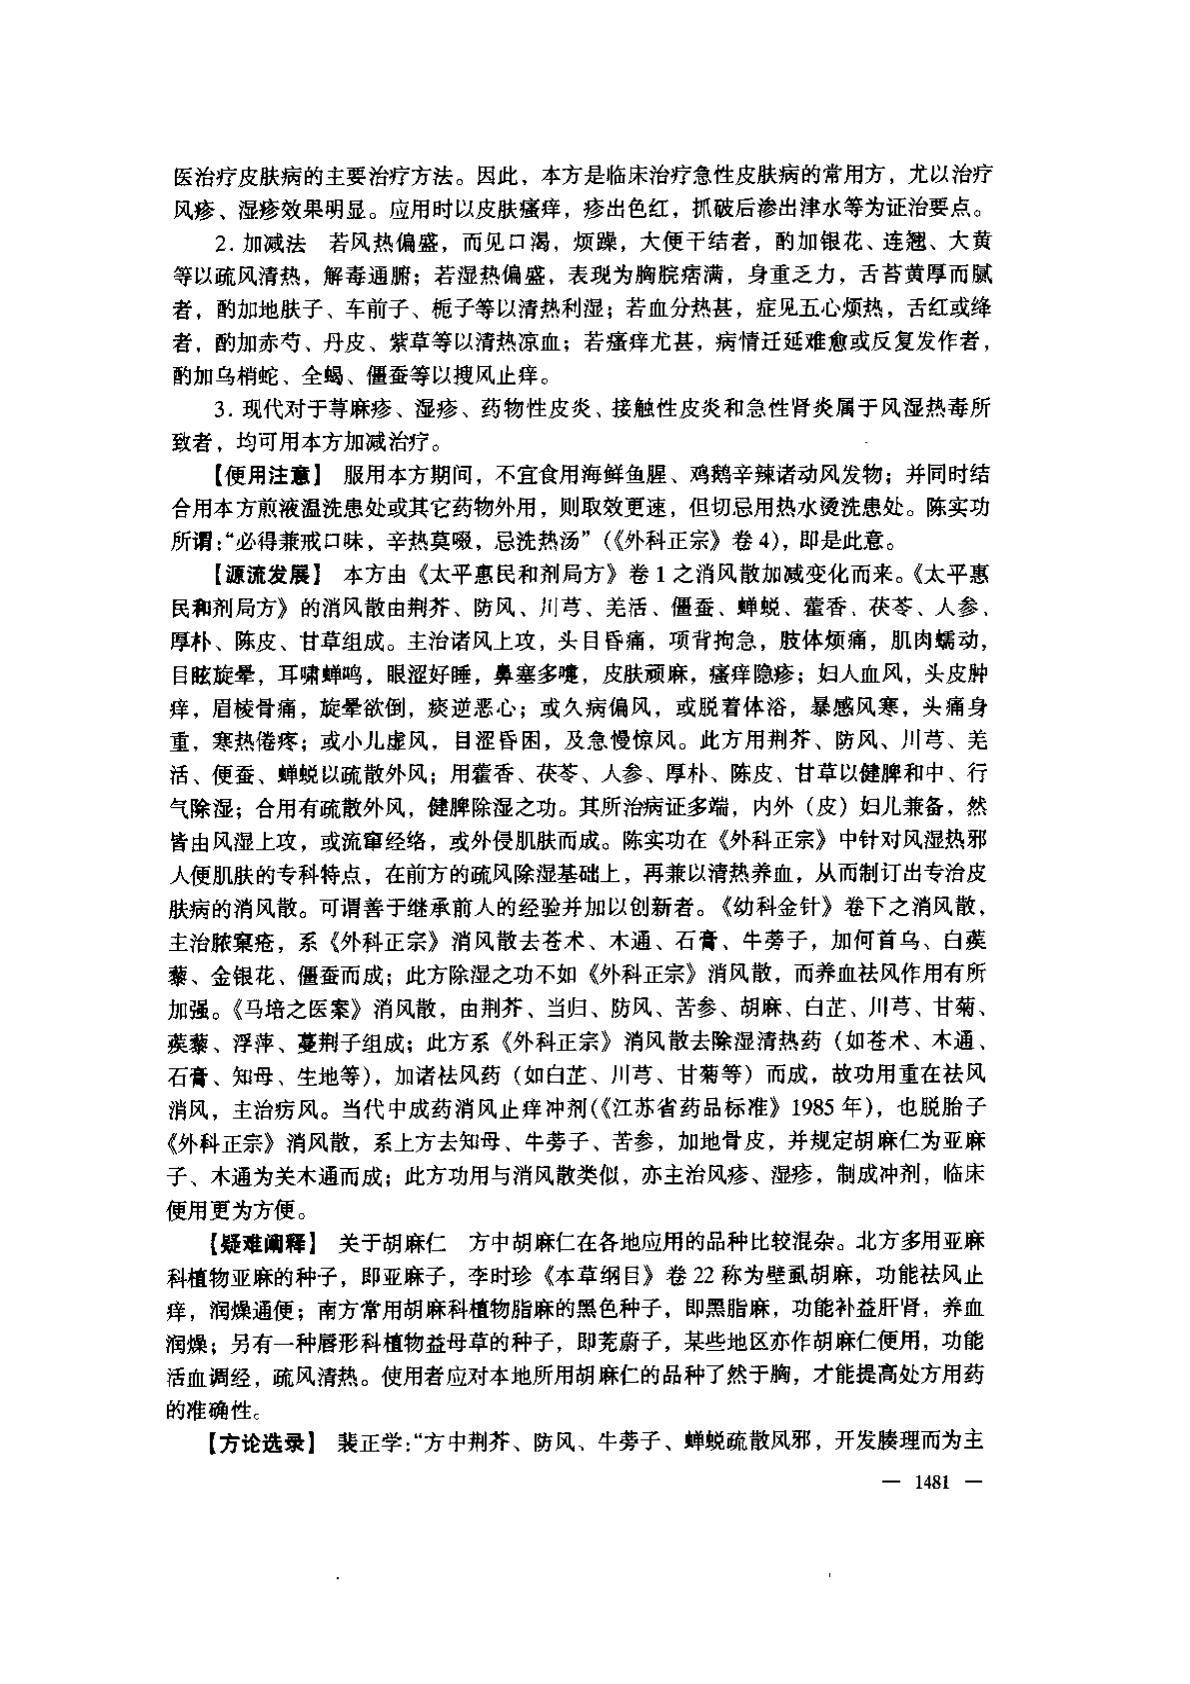 医治疗皮肤病的主要治疗方法。因此，本方是临床治疗急性皮肤病的常用方，尤以治疗
风疹、湿疹效果明显。应用时以皮肤瘙痒，疹出色红，抓破后渗出津水等为证治要点。
2. 加减法　若风热偏盛，而见口渴，烦躁，大便干结者，酌加银花、连翘、大黄
等以疏风清热，解毒通腑；若湿热偏盛，表现为胸脘痞满，身重乏力，舌苔黄厚而腻
者，酌加地肤子、车前子、栀子等以清热利湿；若血分热甚，症见五心烦热，舌红或绛
者，酌加赤芍、丹皮、紫草等以清热凉血；若瘙痒尤甚，病情迁延难愈或反复发作者，
酌加乌梢蛇、全蝎、僵蚕等以搜风止痒。
3. 现代对于荨麻疹、湿疹、药物性皮炎、接触性皮炎和急性肾炎属于风湿热毒所
致者，均可用本方加减治疗。
【使用注意】　服用本方期间，不宜食用海鲜鱼腥、鸡鹅辛辣诸动风发物；并同时结
合用本方煎液温洗患处或其它药物外用，则取效更速，但切忌用热水烫洗患处。陈实功
所谓：“必得兼戒口味，辛热莫啜，忌洗热汤”（《外科正宗》卷 4），即是此意。
【源流发展】　本方由《太平惠民和剂局方》卷 1 之消风散加减变化而来。《太平惠
民和剂局方》的消风散由荆芥、防风、川芎、羌活、僵蚕、蝉蜕、藿香、茯苓、人参、
厚朴、陈皮、甘草组成。主治诸风上攻，头目昏痛，项背拘急，肢体烦痛，肌肉蠕动，
目眩旋晕，耳啸蝉鸣，眼涩好睡，鼻塞多嚏，皮肤顽麻，瘙痒隐疹；妇人血风，头皮肿
痒，眉棱骨痛，旋晕欲倒，痰逆恶心；或久病偏风，或脱着体浴，暴感风寒，头痛身
重，寒热倦疼；或小儿虚风，目涩昏困，及急慢惊风。此方用荆芥、防风、川芎、羌
活、便蚕、蝉蜕以疏散外风；用藿香、茯苓、人参、厚朴、陈皮、甘草以健脾和中、行
气除湿；合用有疏散外风，健脾除湿之功。其所治病证多端，内外（皮）妇儿兼备，然
皆由风湿上攻，或流窜经络，或外侵肌肤而成。陈实功在《外科正宗》中针对风湿热邪
人便肌肤的专科特点，在前方的疏风除湿基础上，再兼以清热养血，从而制订出专治皮
肤病的消风散。可谓善于继承前人的经验并加以创新者。《幼科金针》卷下之消风散，
主治脓窠疮，系《外科正宗》消风散去苍术、木通、石膏、牛蒡子，加何首乌、白蒺
藜、金银花、僵蚕而成；此方除湿之功不如《外科正宗》消风散，而养血祛风作用有所
加强。《马培之医案》消风散，由荆芥、当归、防风、苦参、胡麻、白芷、川芎、甘菊、
蒺藜、浮萍、蔓荆子组成；此方系《外科正宗》消风散去除湿清热药（如苍术、木通、
石膏、知母、生地等），加诸祛风药（如白芷、川芎、甘菊等）而成，故功用重在祛风
消风，主治疠风。当代中成药消风止痒冲剂（《江苏省药品标准》1985 年），也脱胎于
《外科正宗》消风散，系上方去知母、牛蒡子、苦参，加地骨皮，并规定胡麻仁为亚麻
子、木通为关木通而成；此方功用与消风散类似，亦主治风疹、湿疹，制成冲剂，临床
便用更为方便。
【疑难阐释】　关于胡麻仁　方中胡麻仁在各地应用的品种比较混杂。北方多用亚麻
科植物亚麻的种子，即亚麻子，李时珍《本草纲目》卷 22 称为壁虱胡麻，功能祛风止
痒，润燥通便；南方常用胡麻科植物脂麻的黑色种子，即黑脂麻，功能补益肝肾，养血
润燥；另有一种唇形科植物益母草的种子，即茺蔚子，某些地区亦作胡麻仁使用，功能
活血调经，疏风清热。使用者应对本地所用胡麻仁的品种了然于胸，才能提高处方用药
的准确性。
【方论选录】　裴正学：“方中荆芥、防风、牛蒡子、蝉蜕疏散风邪，开发腠理而为主
— 1481 —